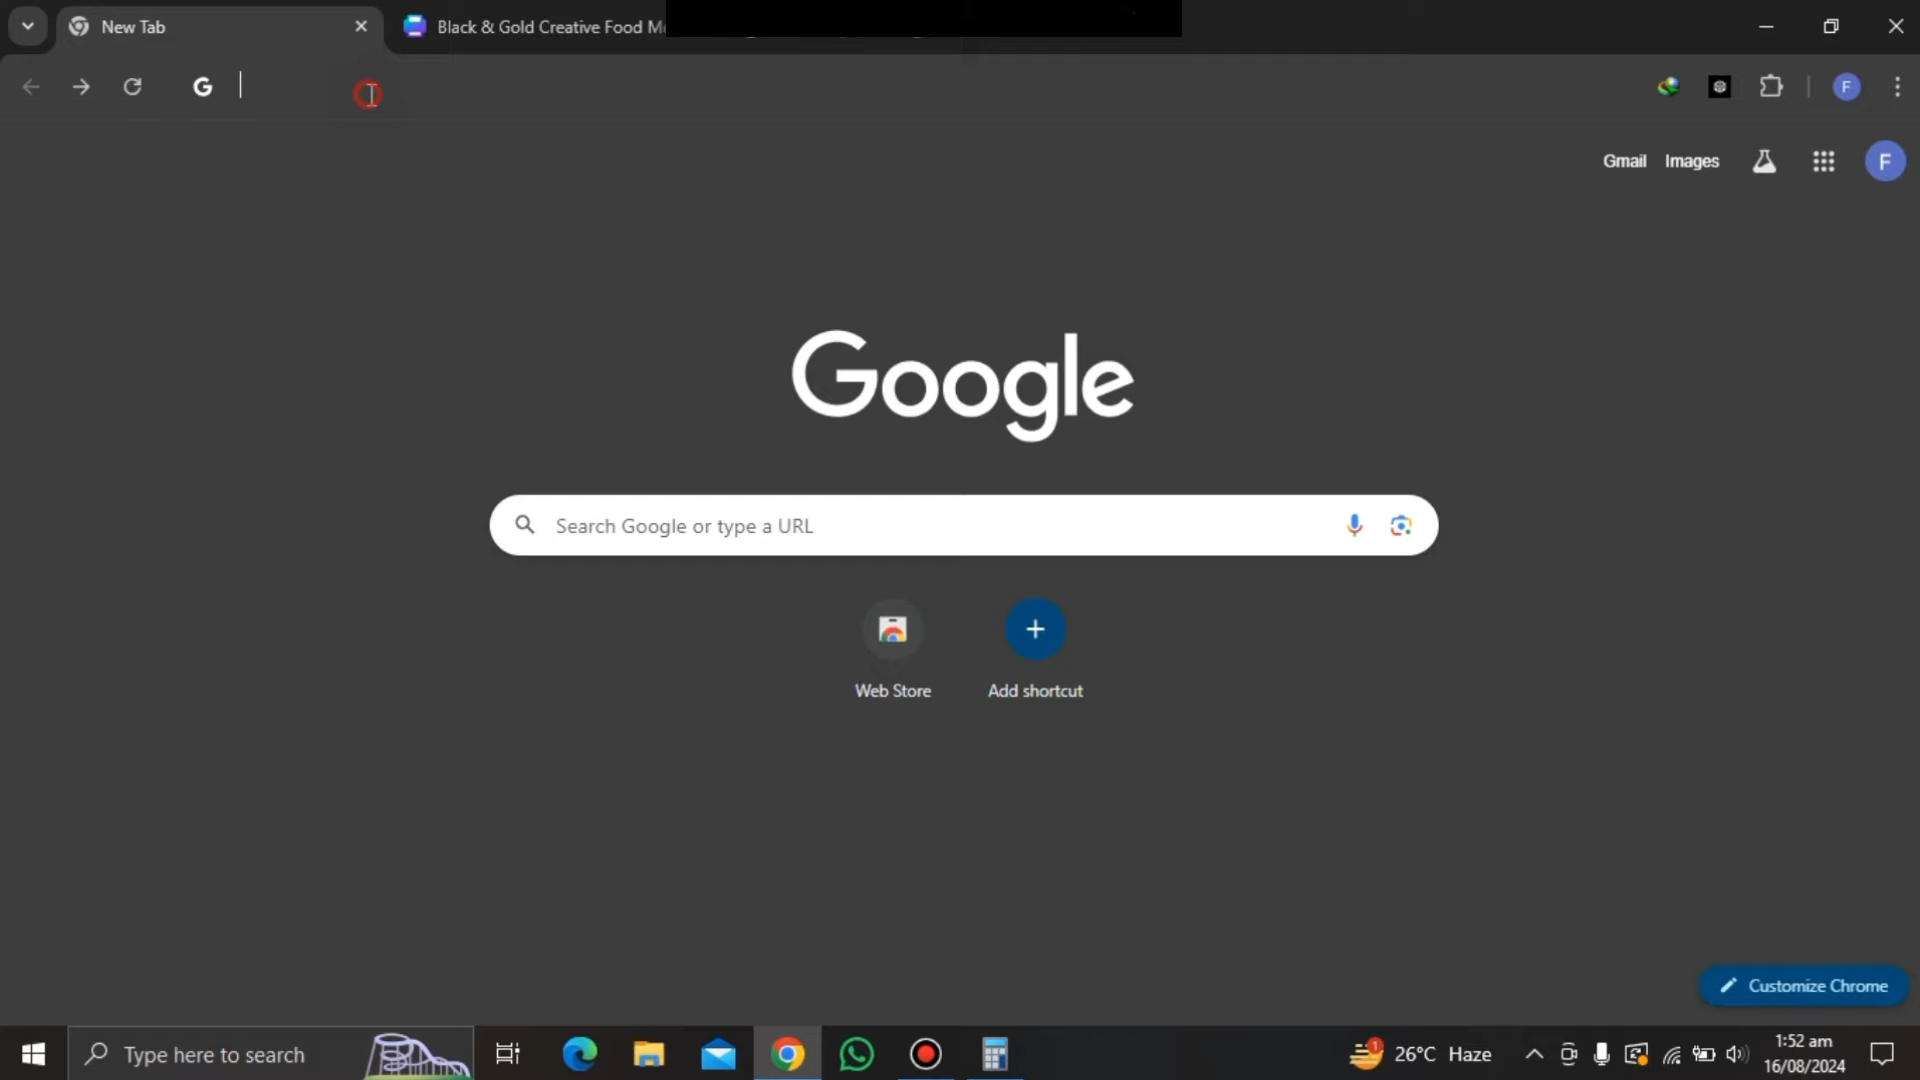 New Tab
Black & Gold Creative Food M
Gmail Images
F
Google
Search Google or type a URL
Web Store
Add shortcut
Customize Chrome
Type here to search
1
26°C Haze
1:52 am
16/08/2024